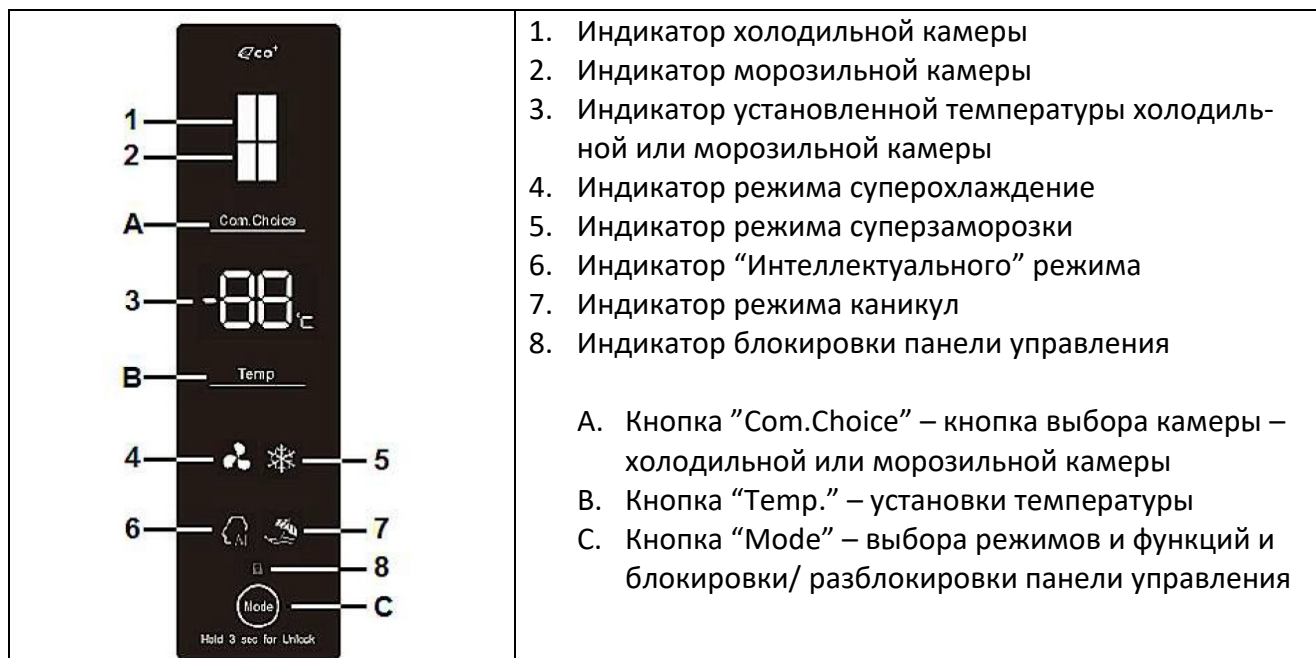 eco+
1
2
A
Com.Choice
3
-88°C
B
Temp
4
5
6
AI
7
8
C
Mode
Hold 3 sec for Unlock
1. Индикатор холодильной камеры
2. Индикатор морозильной камеры
3. Индикатор установленной температуры холодиль-
ной или морозильной камеры
4. Индикатор режима суперохлаждение
5. Индикатор режима суперзаморозки
6. Индикатор “Интеллектуального” режима
7. Индикатор режима каникул
8. Индикатор блокировки панели управления
A. Кнопка ”Com.Choice” – кнопка выбора камеры –
холодильной или морозильной камеры
B. Кнопка “Temp.” – установки температуры
C. Кнопка “Mode” – выбора режимов и функций и
блокировки/ разблокировки панели управления